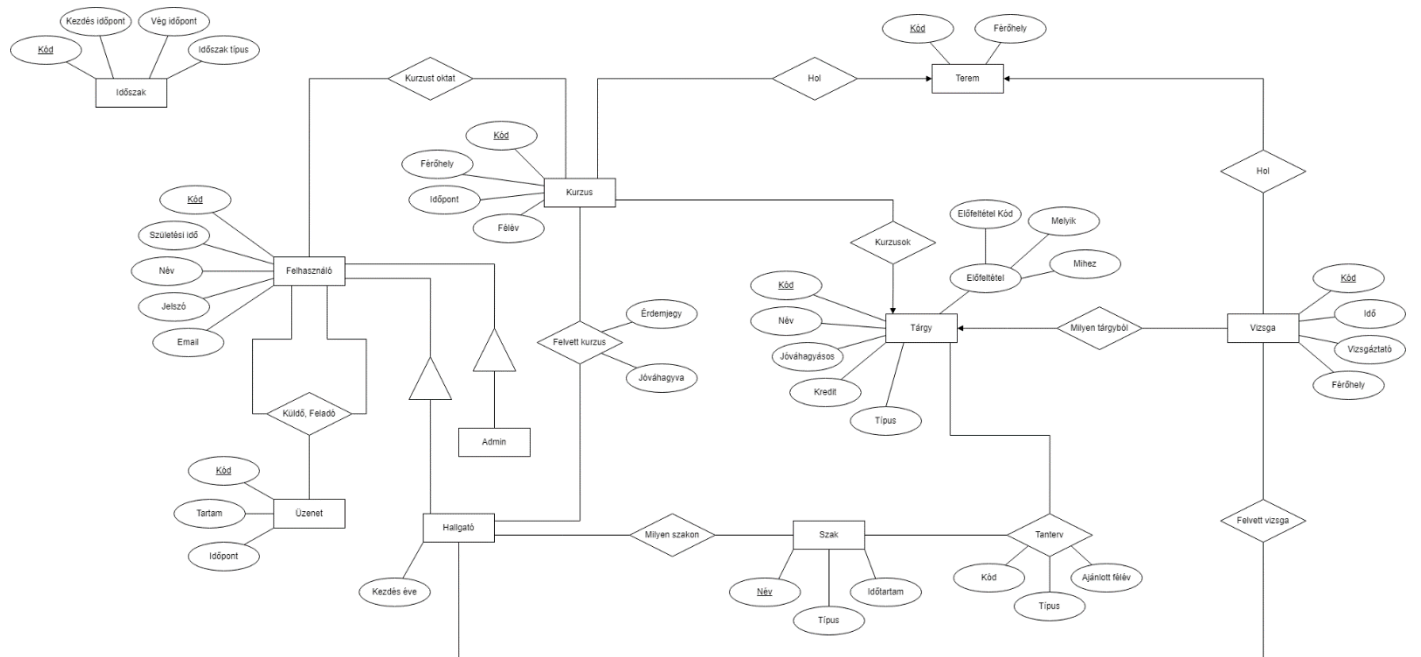 Kezdés időpont
Vég időpont
Kód
Időszak típus
Időszak
Kurzust oktat
Hol
Kód
Férőhely
Terem
Kód
Férőhely
Időpont
Félév
Kurzus
Hol
Kód
Születési idő
Név
Jelszó
Email
Felhasználó
Kurzusok
Előfeltétel Kód
Melyik
Mihez
Előfeltétel
Kód
Név
Jóváhagyásos
Kredit
Típus
Tárgy
Milyen tárgyból
Kód
Idő
Vizsgáztató
Férőhely
Vizsga
Érdemjegy
Felvett kurzus
Jóváhagyva
Küldő, Feladó
Admin
Kód
Tartam
Időpont
Üzenet
Hallgató
Kezdés éve
Milyen szakon
Szak
Név
Típus
Időtartam
Tanterv
Kód
Típus
Ajánlott félév
Felvett vizsga